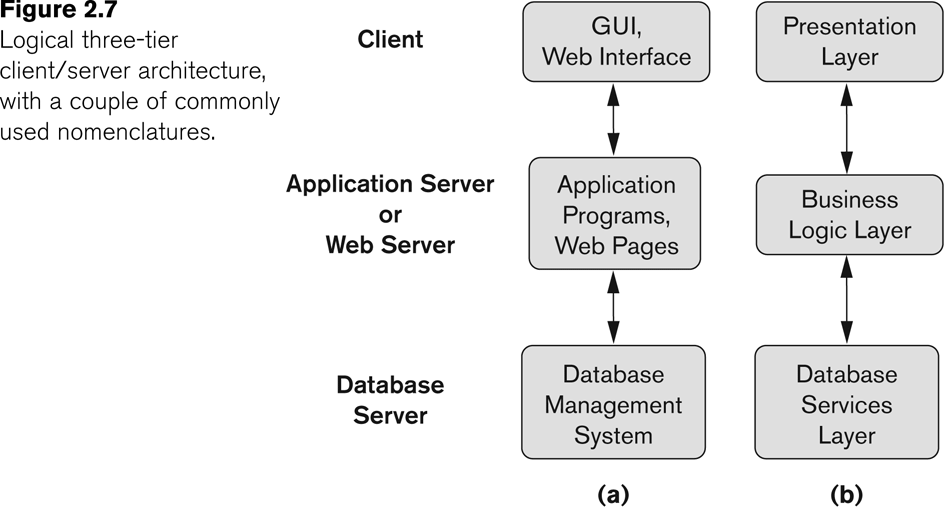 Figure 2.7
Logical three-tier
client/server architecture,
with a couple of commonly
used nomenclatures.
Client
GUI,
Web Interface
Presentation
Layer
Application Server
or
Web Server
Application
Programs,
Web Pages
Business
Logic Layer
Database
Server
Database
Management
System
Database
Services
Layer
(a)
(b)